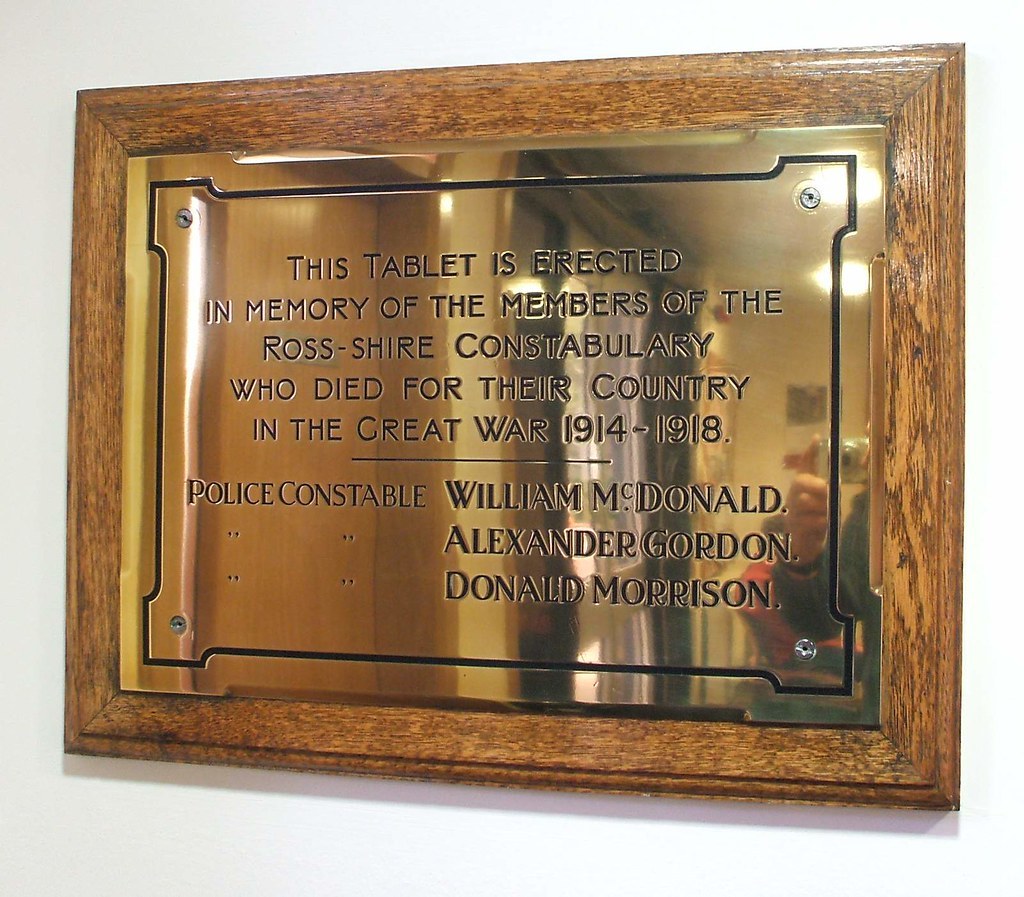 THIS TABLET IS ERECTED
IN MEMORY OF THE MEMBERS OF THE
ROSS-SHIRE CONSTABULARY
WHO DIED FOR THEIR COUNTRY
IN THE GREAT WAR 1914-1918.
POLICE CONSTABLE WILLIAM McDONALD.
" " ALEXANDER GORDON.
" " DONALD MORRISON.